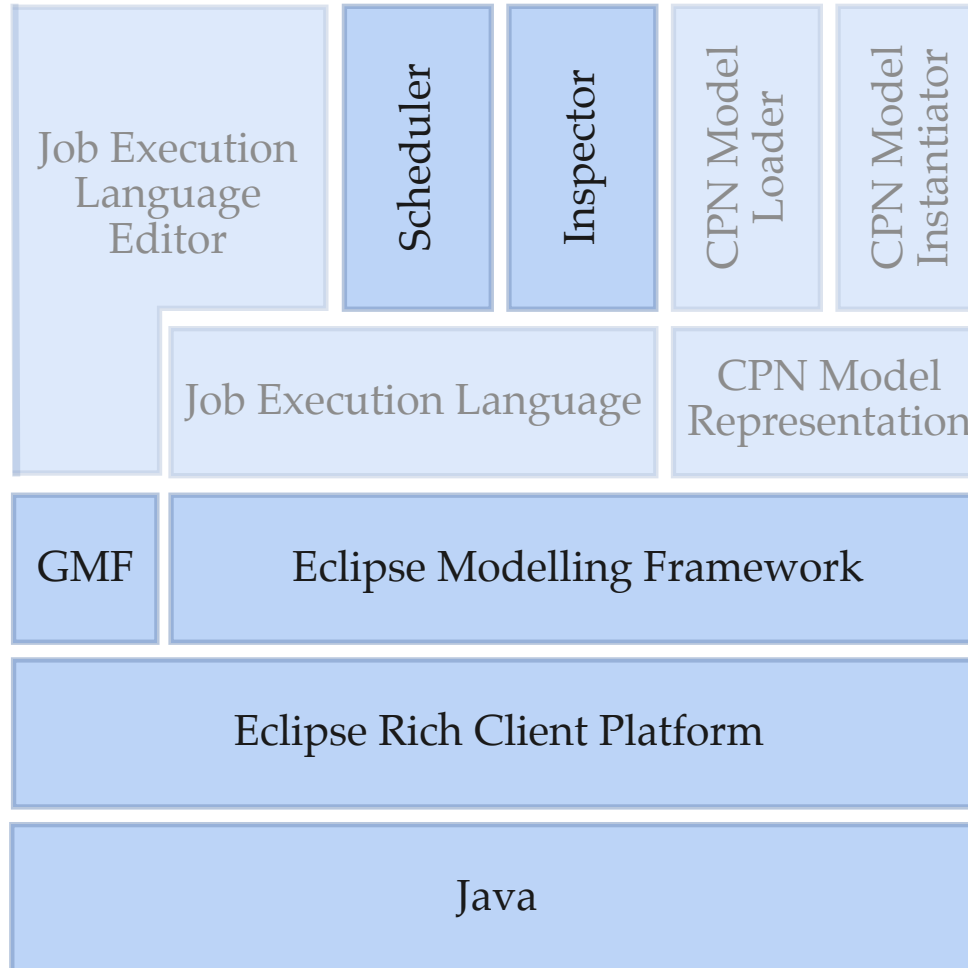 Job Execution
Language
Editor
Scheduler
Inspector
CPN Model
Loader
CPN Model
Instantiator
Job Execution Language
CPN Model
Representation
GMF
Eclipse Modelling Framework
Eclipse Rich Client Platform
Java